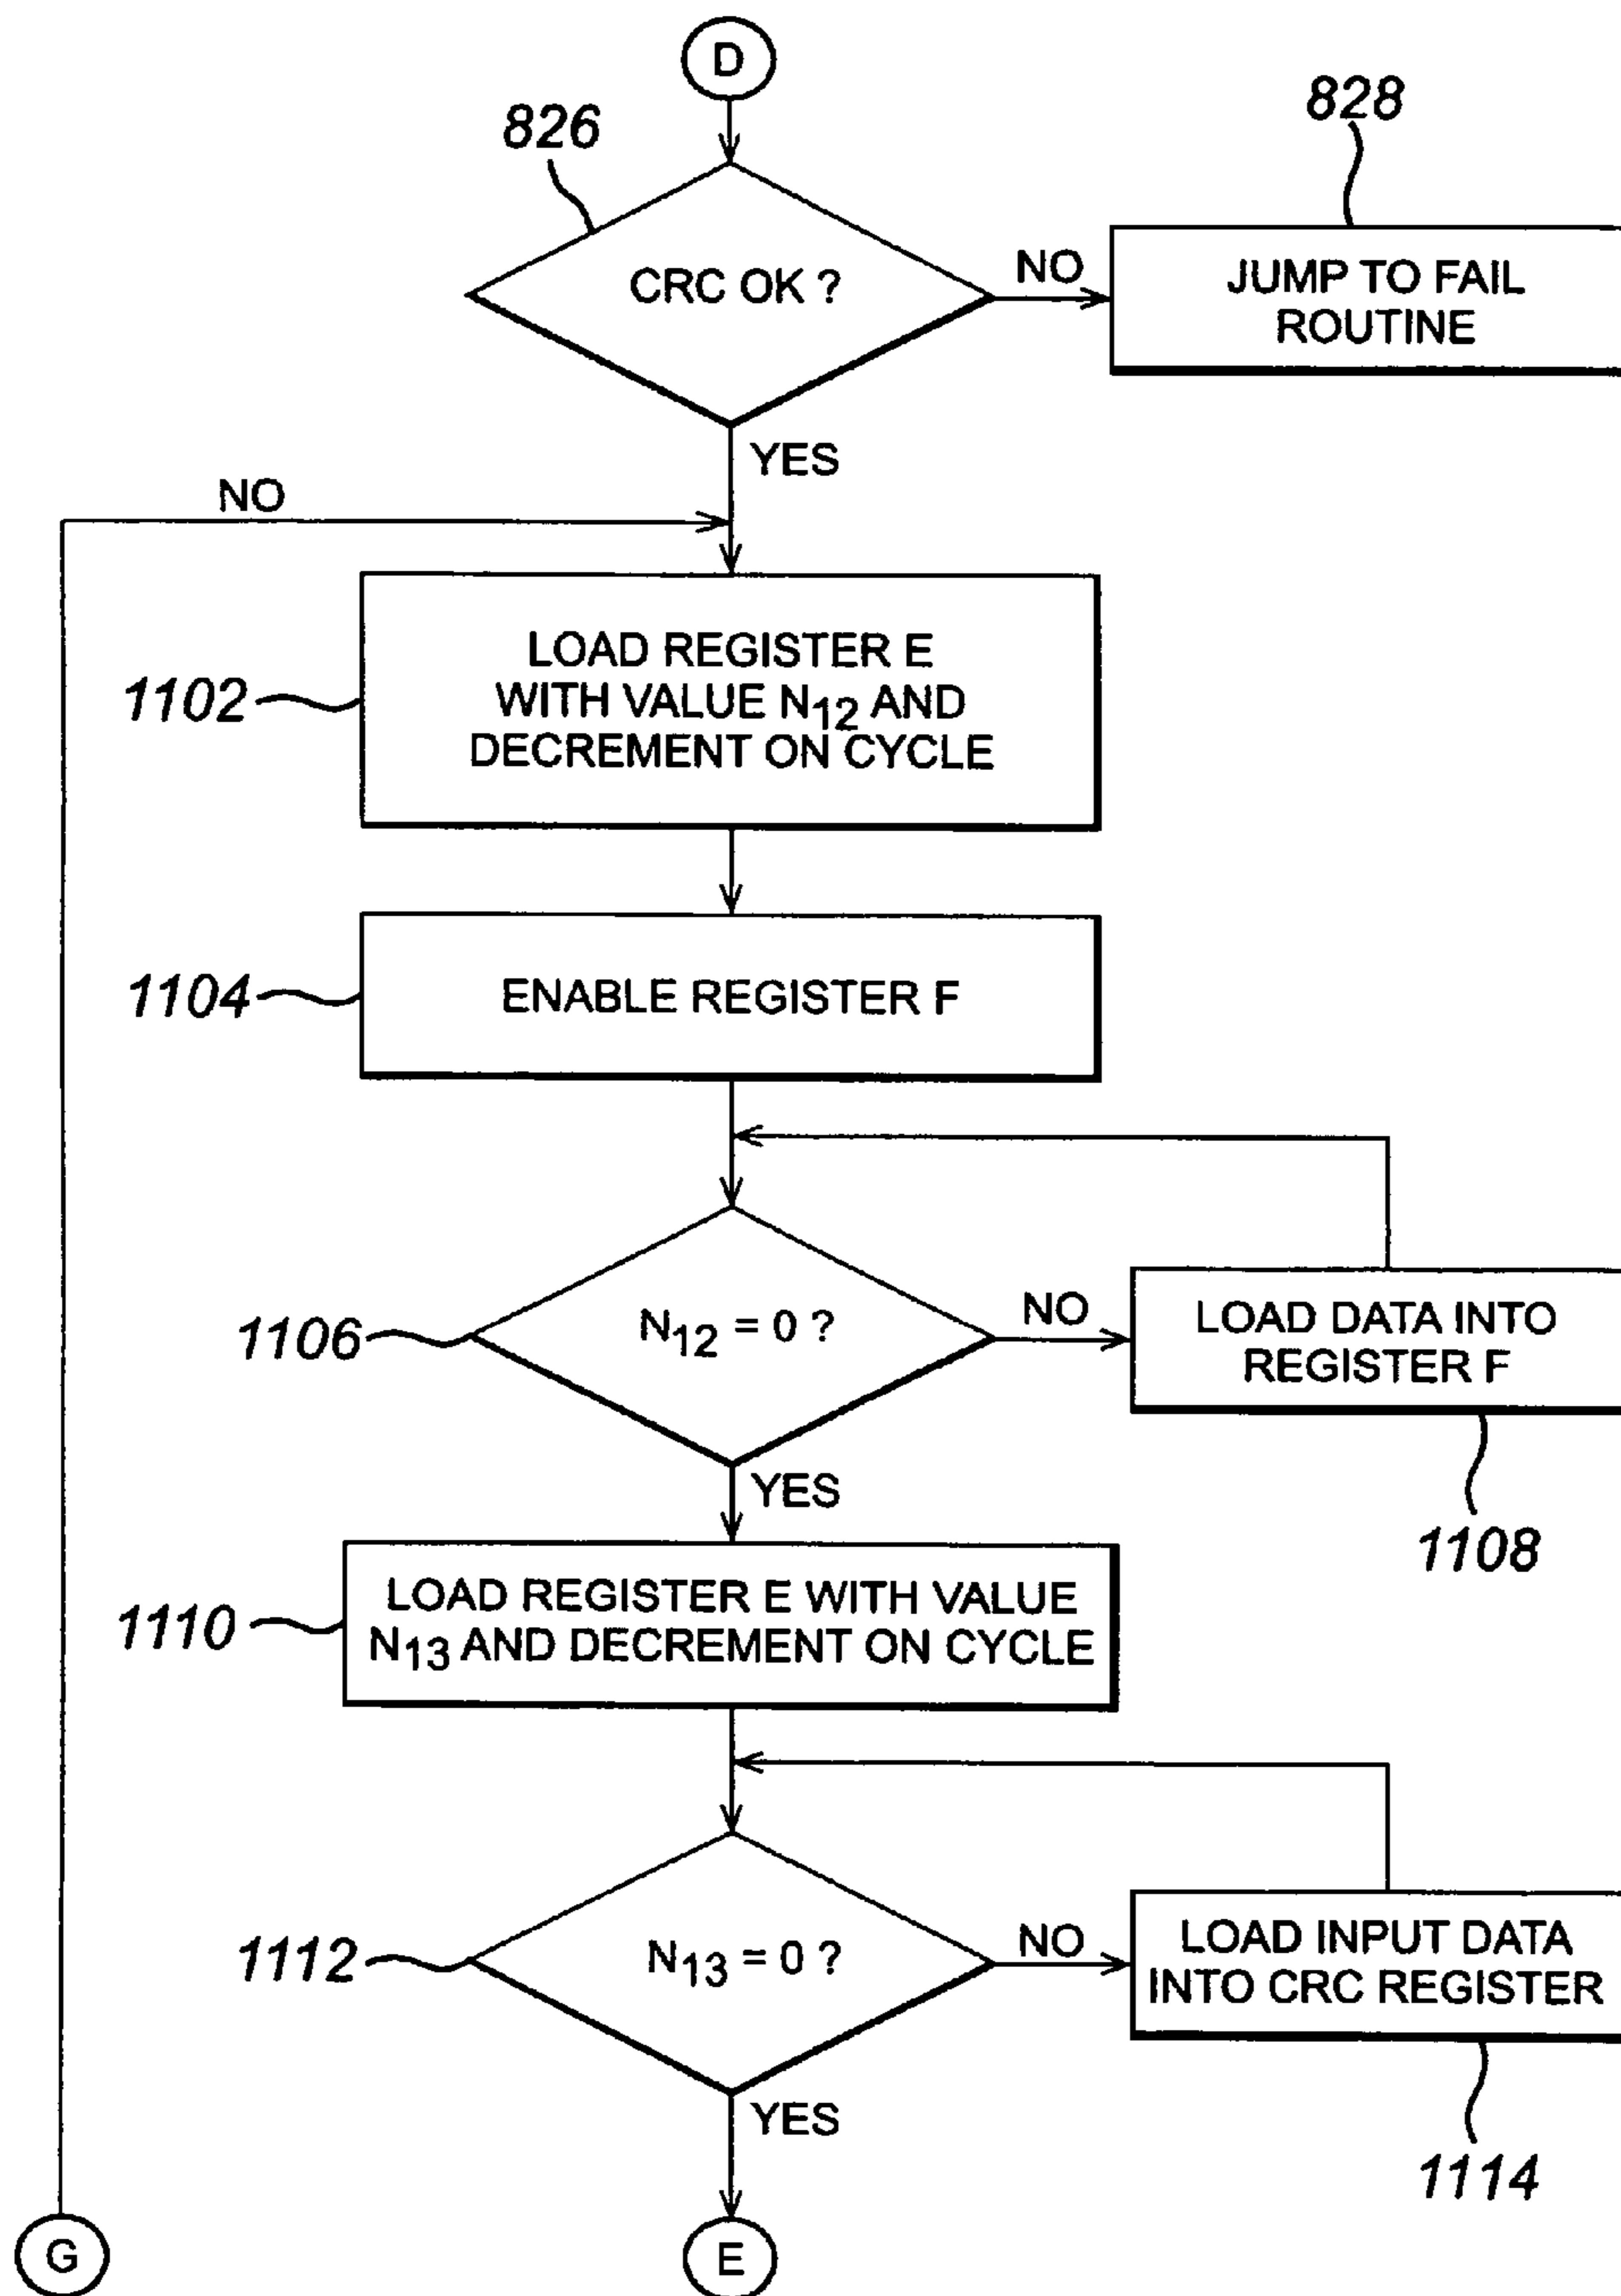 D
826
828
CRC OK ?
NO
JUMP TO FAIL
ROUTINE
YES
NO
1102
LOAD REGISTER E
WITH VALUE N12 AND
DECREMENT ON CYCLE
1104
ENABLE REGISTER F
1106
N12 = 0 ?
NO
LOAD DATA INTO
REGISTER F
1108
YES
1110
LOAD REGISTER E WITH VALUE
N13 AND DECREMENT ON CYCLE
1112
N13 = 0 ?
NO
LOAD INPUT DATA
INTO CRC REGISTER
1114
YES
G
E